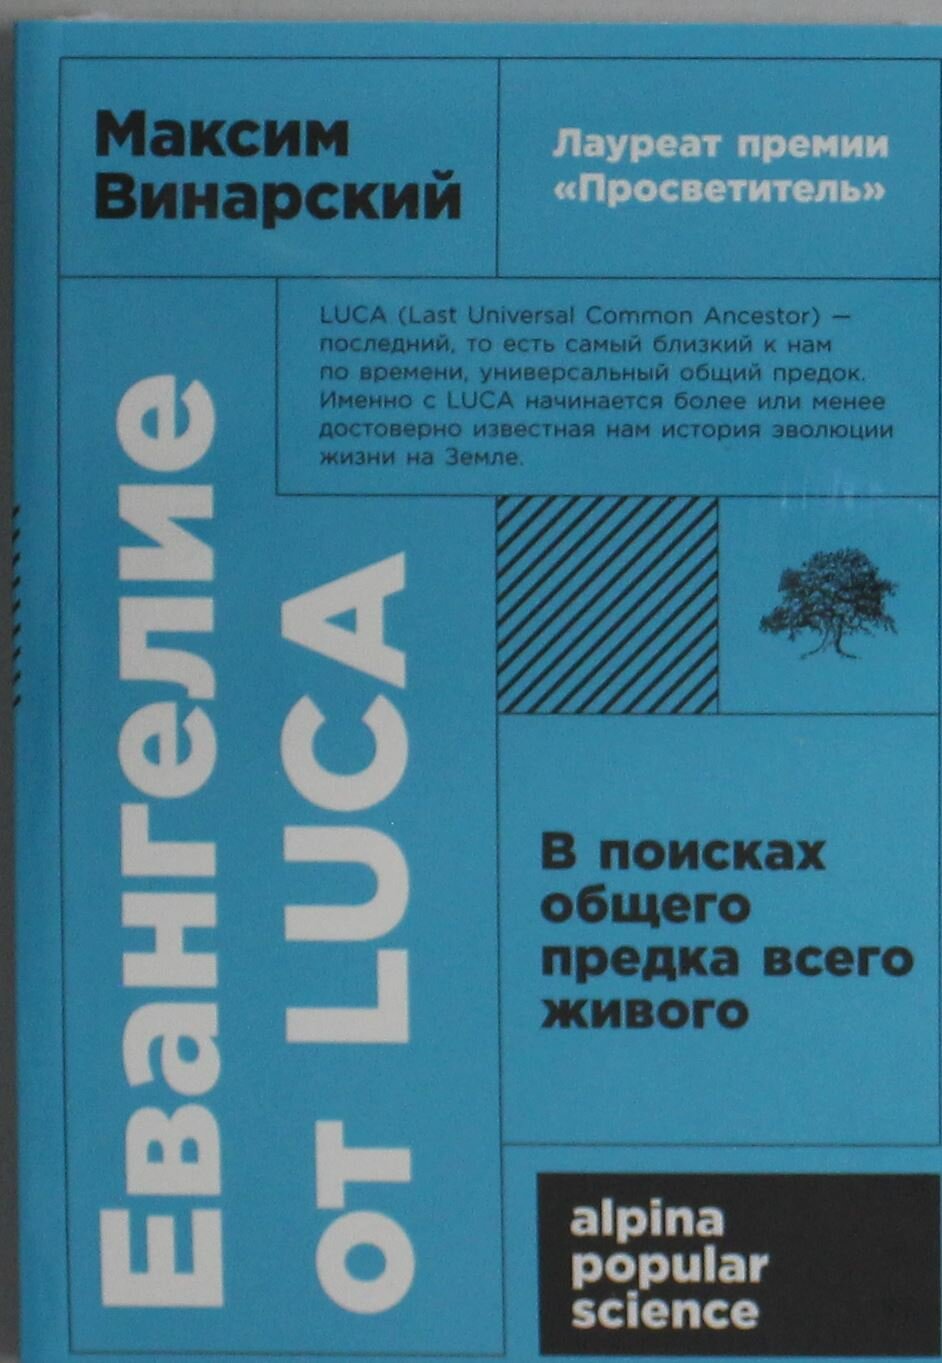 Максим
Винарский
Лауреат премии
«Просветитель»
LUCA (Last Universal Common Ancestor) —
последний, то есть самый близкий к нам
по времени, универсальный общий предок.
Именно с LUCA начинается более или менее
достоверно известная нам история эволюции
жизни на Земле.
Евангелие
от LUCA
В поисках
общего
предка всего
живого
alpina
popular
science